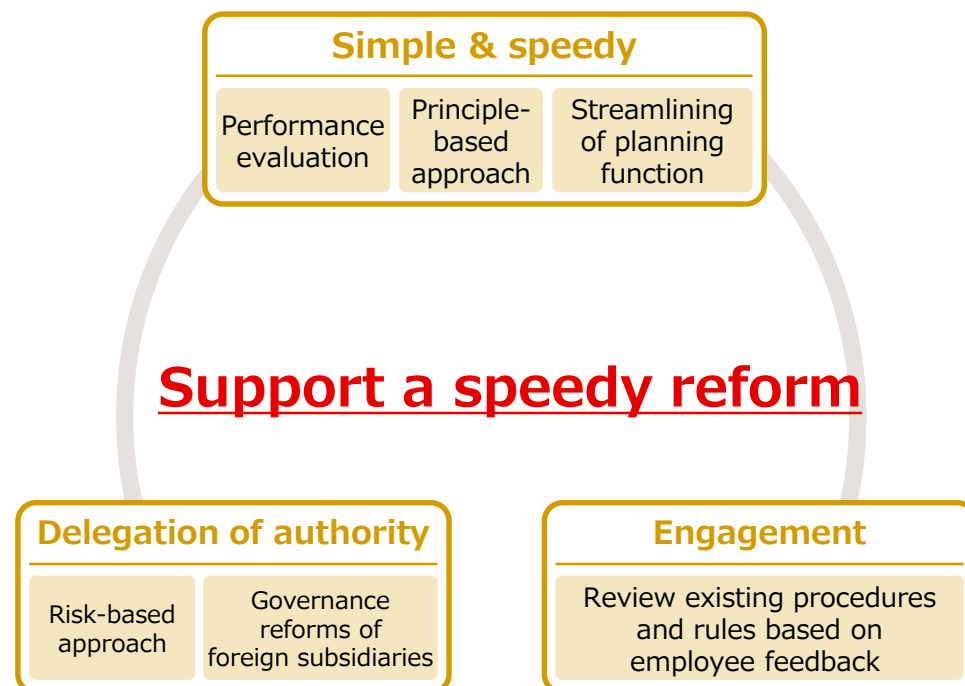 Simple & speedy
Performance
evaluation
Principle-
based
approach
Streamlining
of planning
function
Support a speedy reform
Delegation of authority
Risk-based
approach
Governance
reforms of
foreign subsidiaries
Engagement
Review existing procedures
and rules based on
employee feedback